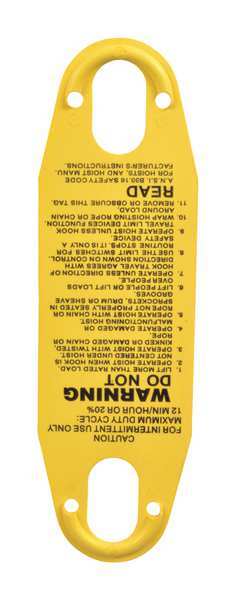 CAUTION
FOR INTERMITTENT USE ONLY
MAXIMUM DUTY CYCLE:
12 MIN/HOUR OR 20%
WARNING
DO NOT
1. LIFT MORE THAN RATED LOAD.
2. OPERATE HOIST WHEN HOOK IS
NOT CENTERED UNDER HOIST.
3. OPERATE HOIST WITH TWISTED,
KINKED OR DAMAGED CHAIN OR
ROPE.
4. OPERATE DAMAGED OR
MALFUNCTIONING HOIST.
5. OPERATE HOIST WITH CHAIN OR
ROPE NOT PROPERLY SEATED IN
SPROCKETS, DRUM OR SHEAVE
GROOVES.
6. LIFT PEOPLE OR LIFT LOADS
OVER PEOPLE.
7. OPERATE UNLESS DIRECTION OF
HOOK TRAVEL AGREES WITH
DIRECTION SHOWN ON CONTROL.
8. USE THE LIMIT SWITCHES FOR
ROUTINE STOPS. IT IS ONLY A
SAFETY DEVICE.
9. OPERATE HOIST UNLESS HOOK
TRAVEL LIMIT DEVICES FUNCTION.
10. WRAP HOISTING CHAIN OR ROPE
AROUND LOAD.
11. REMOVE OR OBSCURE THIS TAG.
READ
A.N.S.I. B30.16 SAFETY CODE
FOR HOISTS, AND HOIST MANU-
FACTURER'S INSTRUCTIONS.